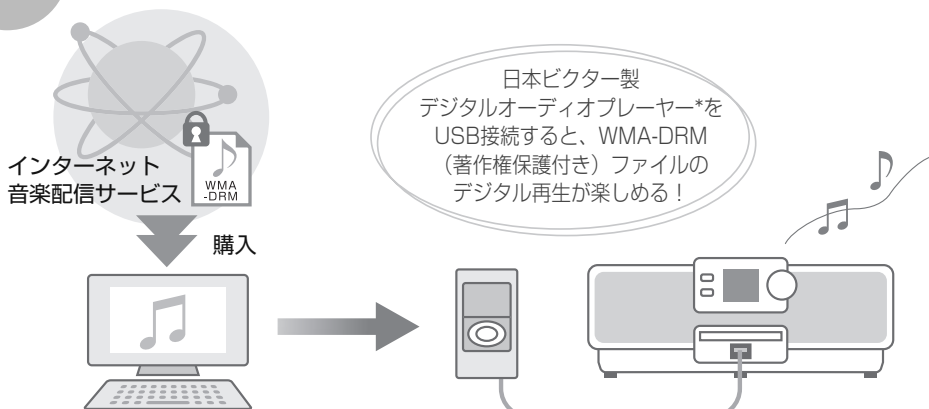 日本ビクター製
デジタルオーディオプレーヤー*を
USB接続すると、WMA-DRM
（著作権保護付き）ファイルの
デジタル再生が楽しめる！
インターネット
音楽配信サービス
WMA
-DRM
購入